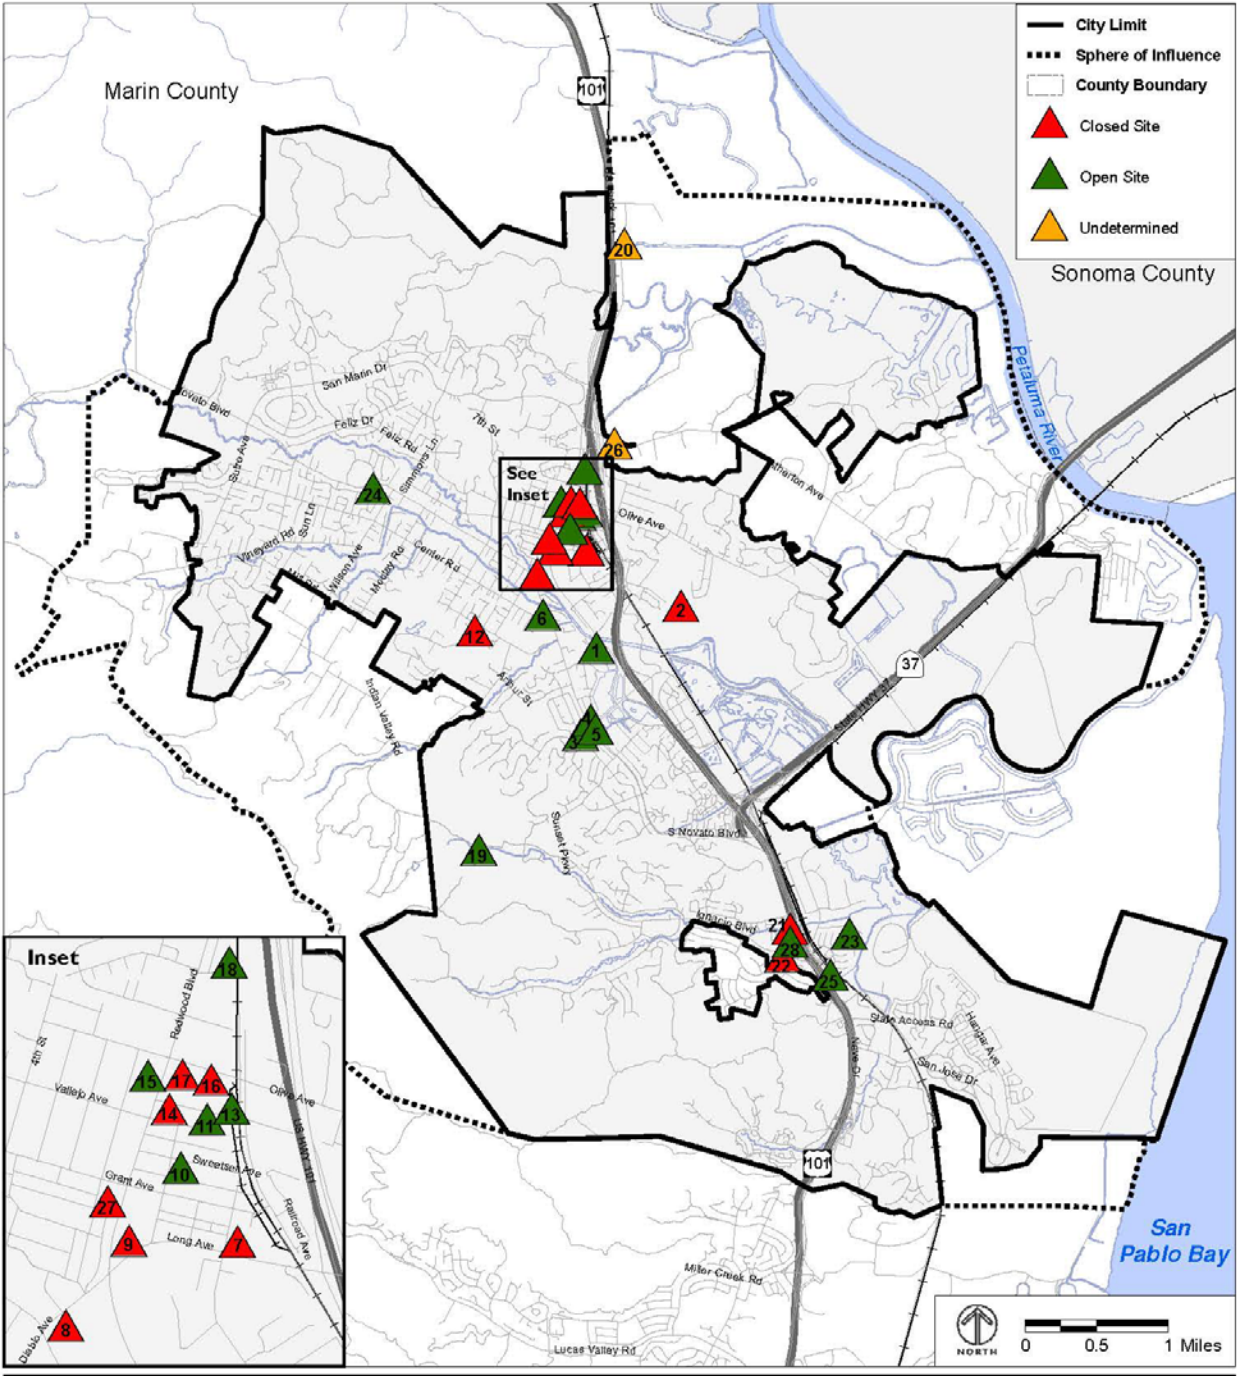 City Limit
Sphere of Influence
County Boundary
Closed Site
Open Site
Undetermined
Marin County
101
20
Sonoma County
Petaluma River
San Marin Dr
Novato Blvd
Feliz Dr
Feliz Rd
7th St
Simmons Ln
Sutro Ave
26
See
Inset
24
Olive Ave
Atherton Ave
Sun Ln
Vineyard Rd
Wilson Ave
Mccley Rd
Center Rd
2
6
12
1
37
Arthur St
Indian Valley Rd
State HWY 37
4
3
5
S Novato Blvd
Sunset Pkwy
19
Ignacio Blvd
21
28
22
23
25
State Access Rd
Hangar Ave
San Jose Dr
Nave Dr
101
Inset
18
Redwood Blvd
4th St
15
17
16
Vallejo Ave
Olive Ave
14
11
13
US HWY 101
10
Sweetser Ave
Grant Ave
27
Railroad Ave
9
Long Ave
7
8
Diablo Ave
Miller Creek Rd
Lucas Valley Rd
San
Pablo Bay
NORTH
0 0.5 1 Miles